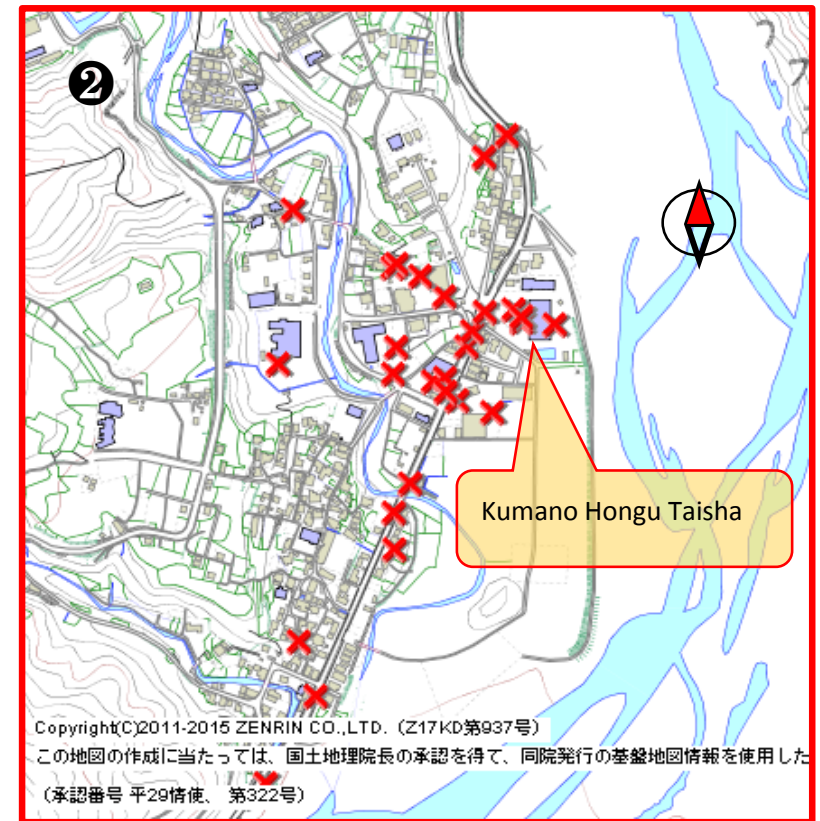 ❷
Kumano Hongu Taisha
Copyright(C)2011-2015 ZENRIN CO.,LTD. (Z17KD第937号)
この地図の作成に当たっては、国土地理院長の承認を得て、同院発行の基盤地図情報を使用した
(承認番号 平29情使、 第322号)